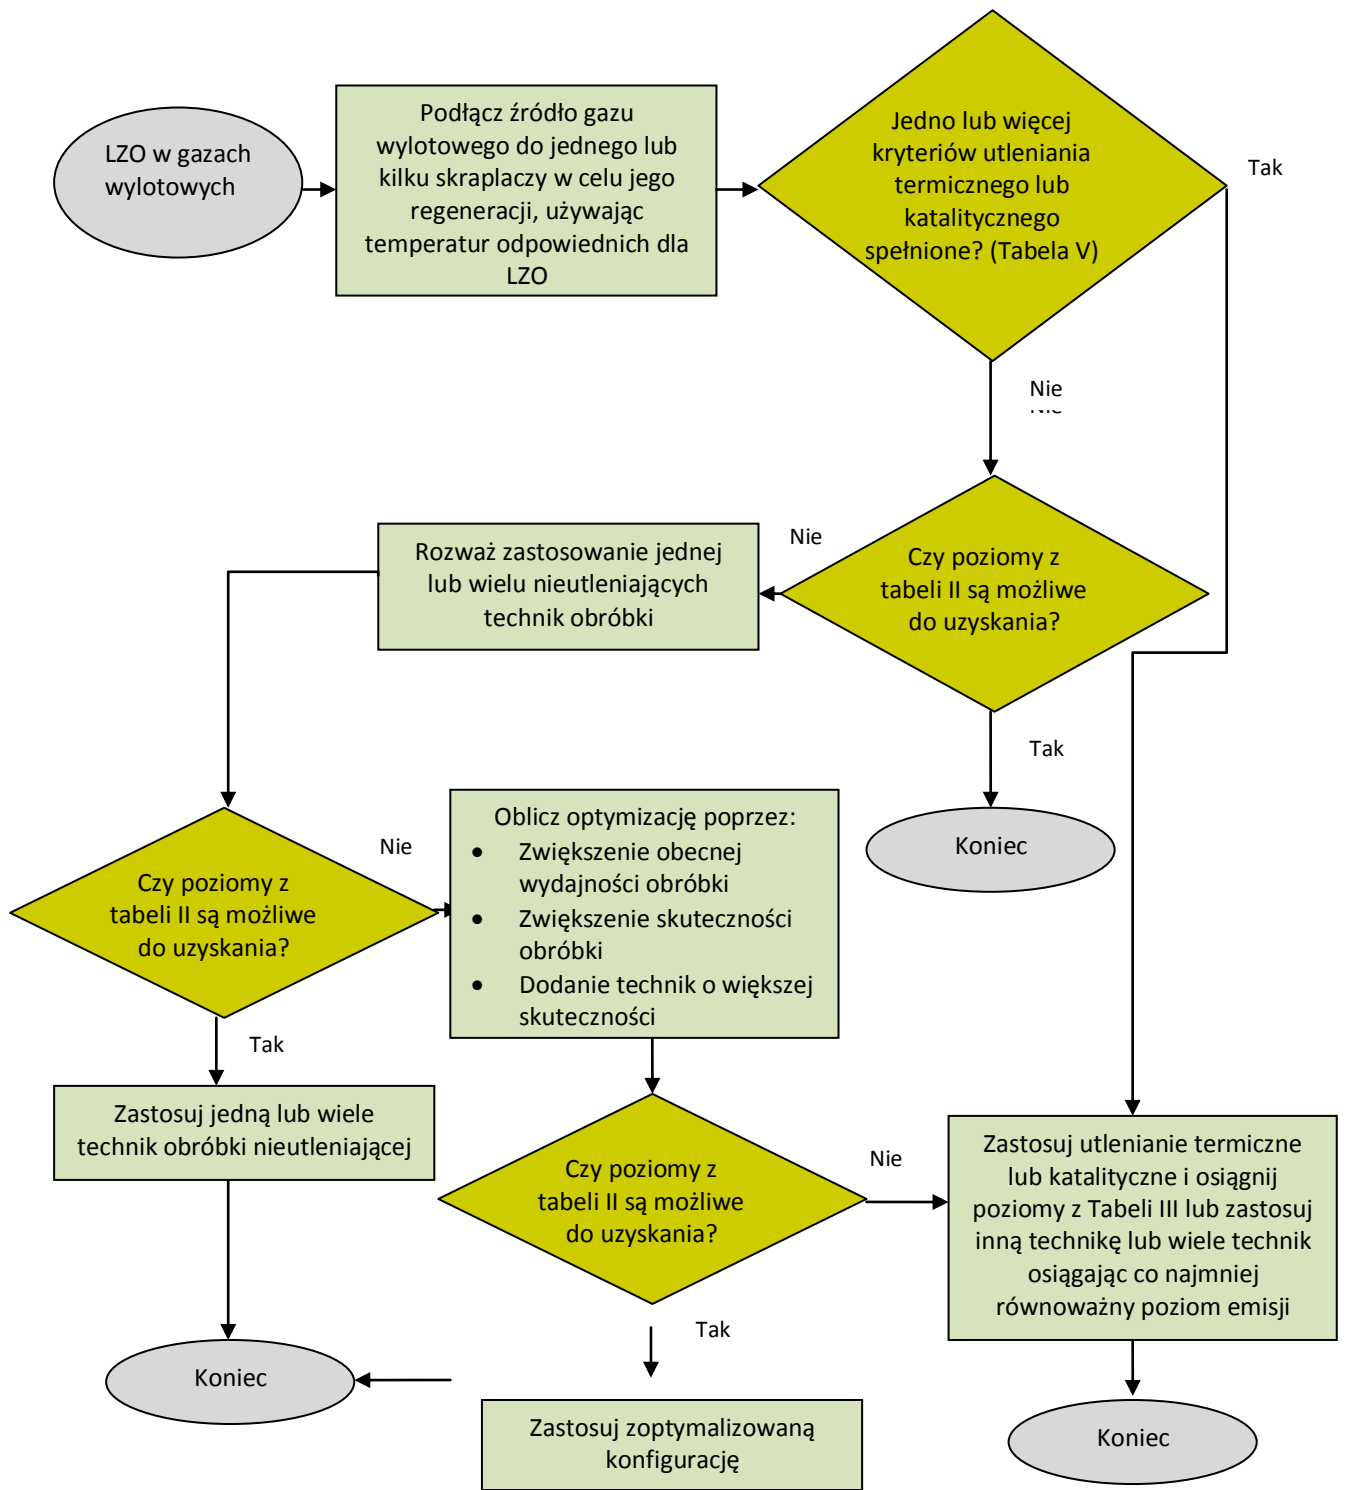 LZO w gazach
wylotowych
Podłącz źródło gazu
wylotowego do jednego lub
kilku skraplaczy w celu jego
regeneracji, używając
temperatur odpowiednich dla
LZO
Jedno lub więcej
kryteriów utleniania
termicznego lub
katalitycznego
spełnione? (Tabela V)
Tak
Nie
Nie
Czy poziomy z
tabeli II są możliwe
do uzyskania?
Nie
Rozważ zastosowanie jednej
lub wielu nieutleniających
technik obróbki
Tak
Koniec
Czy poziomy z
tabeli II są możliwe
do uzyskania?
Nie
Oblicz optymizację poprzez:
• Zwiększenie obecnej
wydajności obróbki
• Zwiększenie skuteczności
obróbki
• Dodanie technik o większej
skuteczności
Tak
Zastosuj jedną lub wiele
technik obróbki nieutleniającej
Czy poziomy z
tabeli II są możliwe
do uzyskania?
Nie
Zastosuj utlenianie termiczne
lub katalityczne i osiągnij
poziomy z Tabeli III lub zastosuj
inną technikę lub wiele technik
osiągając co najmniej
równoważny poziom emisji
Tak
Koniec
Zastosuj zoptymalizowaną
konfigurację
Koniec